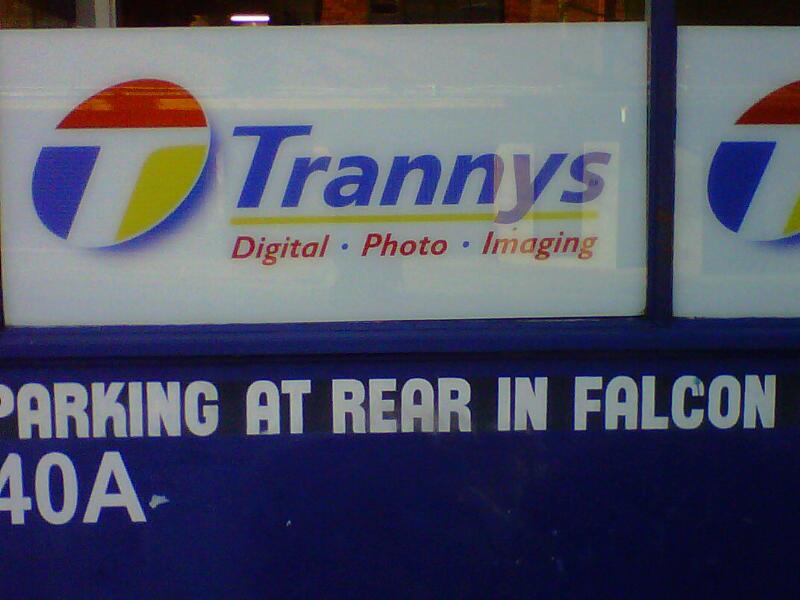 Trannys
Digital · Photo · Imaging
PARKING AT REAR IN FALCON
40A